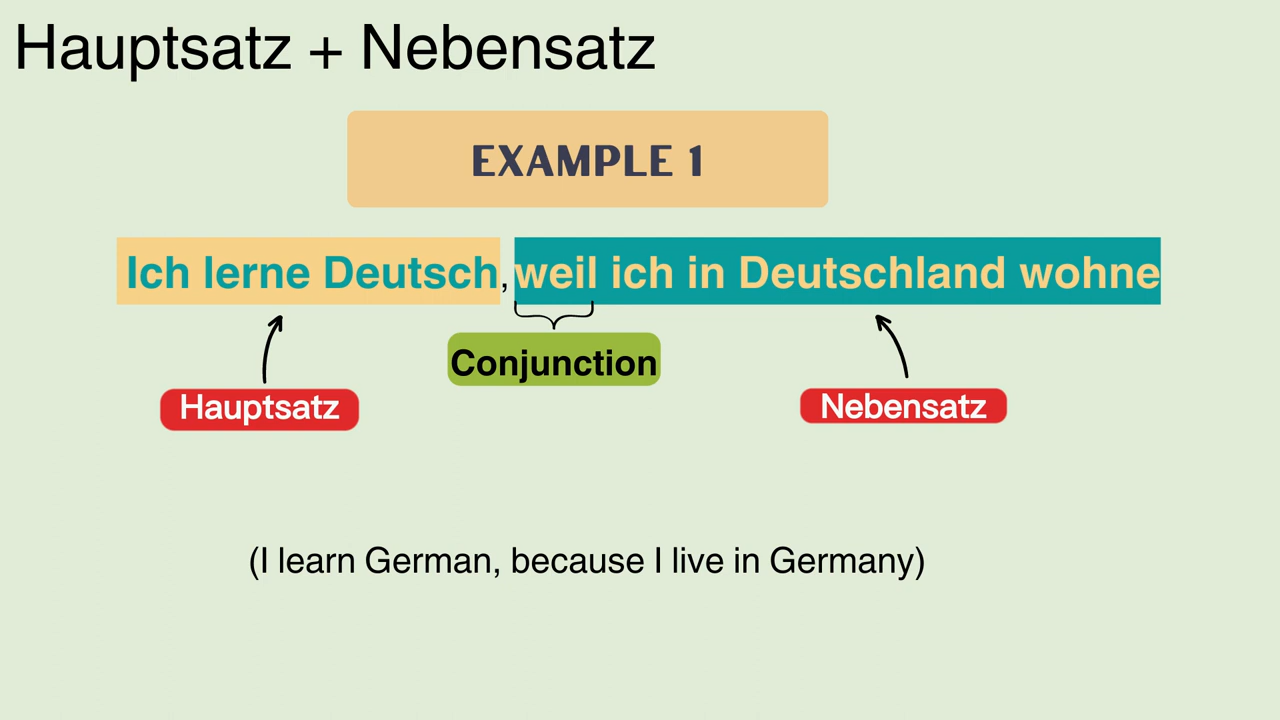 Hauptsatz + Nebensatz
EXAMPLE 1
Ich lerne Deutsch, weil ich in Deutschland wohne
Conjunction
Hauptsatz
Nebensatz
(I learn German, because I live in Germany)